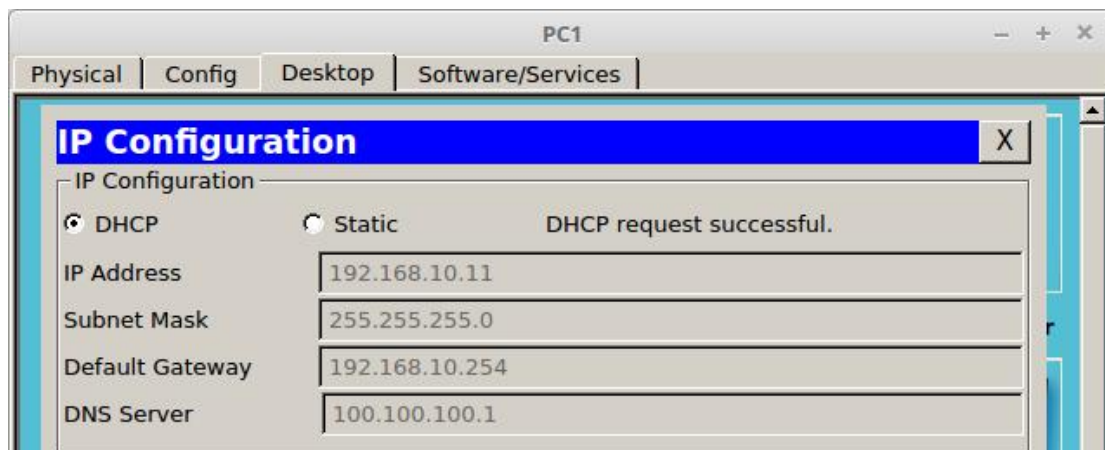 PC1
Physical Config Desktop Software/Services
IP Configuration X
IP Configuration
DHCP Static DHCP request successful.
IP Address 192.168.10.11
Subnet Mask 255.255.255.0
Default Gateway 192.168.10.254
DNS Server 100.100.100.1